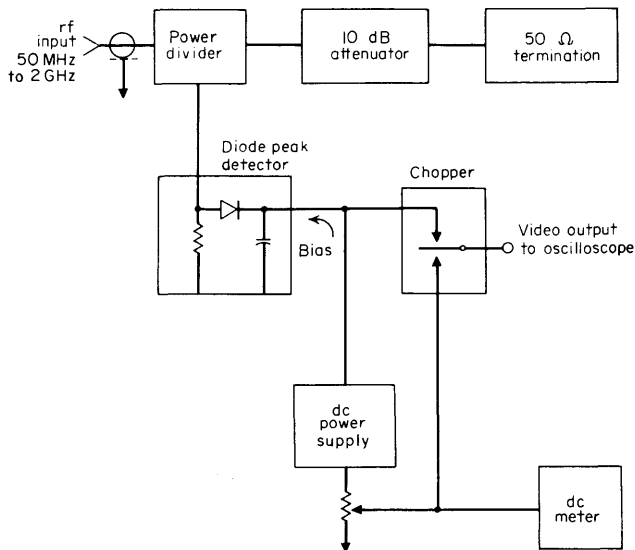 rf
input
50 MHz
to 2 GHz
Power
divider
10 dB
attenuator
50 Ω
termination
Diode peak
detector
Bias
Chopper
Video output
to oscilloscope
dc
power
supply
dc
meter